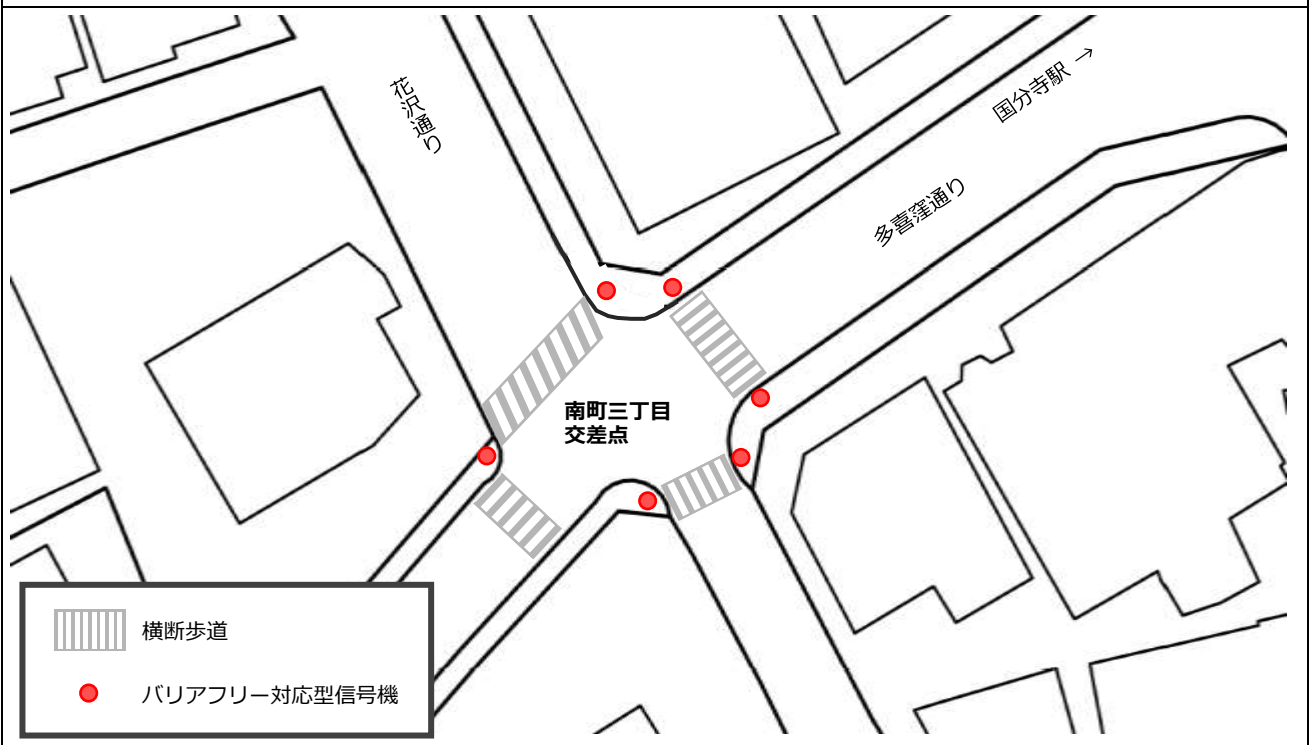 花沢通り
国分寺駅 →
多喜窪通り
南町三丁目
交差点
横断歩道
バリアフリー対応型信号機